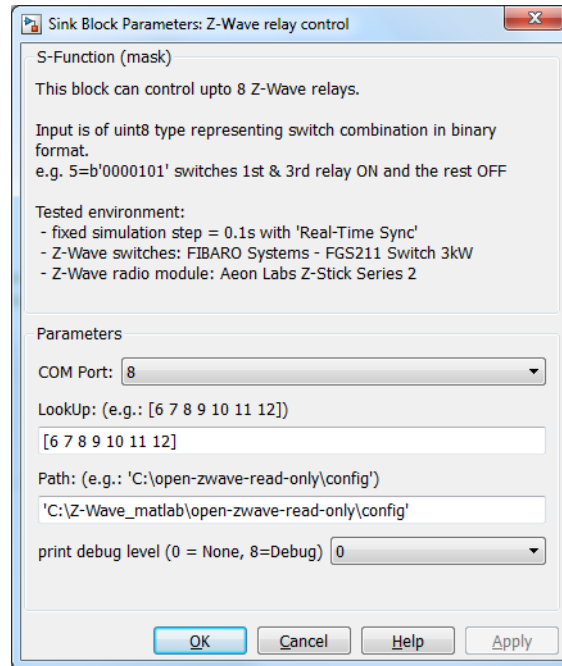 Sink Block Parameters: Z-Wave relay control
S-Function (mask)
This block can control upto 8 Z-Wave relays.
Input is of uint8 type representing switch combination in binary
format.
e.g. 5=b'0000101' switches 1st & 3rd relay ON and the rest OFF
Tested environment:
- fixed simulation step = 0.1s with 'Real-Time Sync'
- Z-Wave switches: FIBARO Systems - FGS211 Switch 3kW
- Z-Wave radio module: Aeon Labs Z-Stick Series 2
Parameters
COM Port: 8
LookUp: (e.g.: [6 7 8 9 10 11 12])
[6 7 8 9 10 11 12]
Path: (e.g.: 'C:\open-zwave-read-only\config')
'C:\Z-Wave_matlab\open-zwave-read-only\config'
print debug level (0 = None, 8=Debug) 0
OK Cancel Help Apply